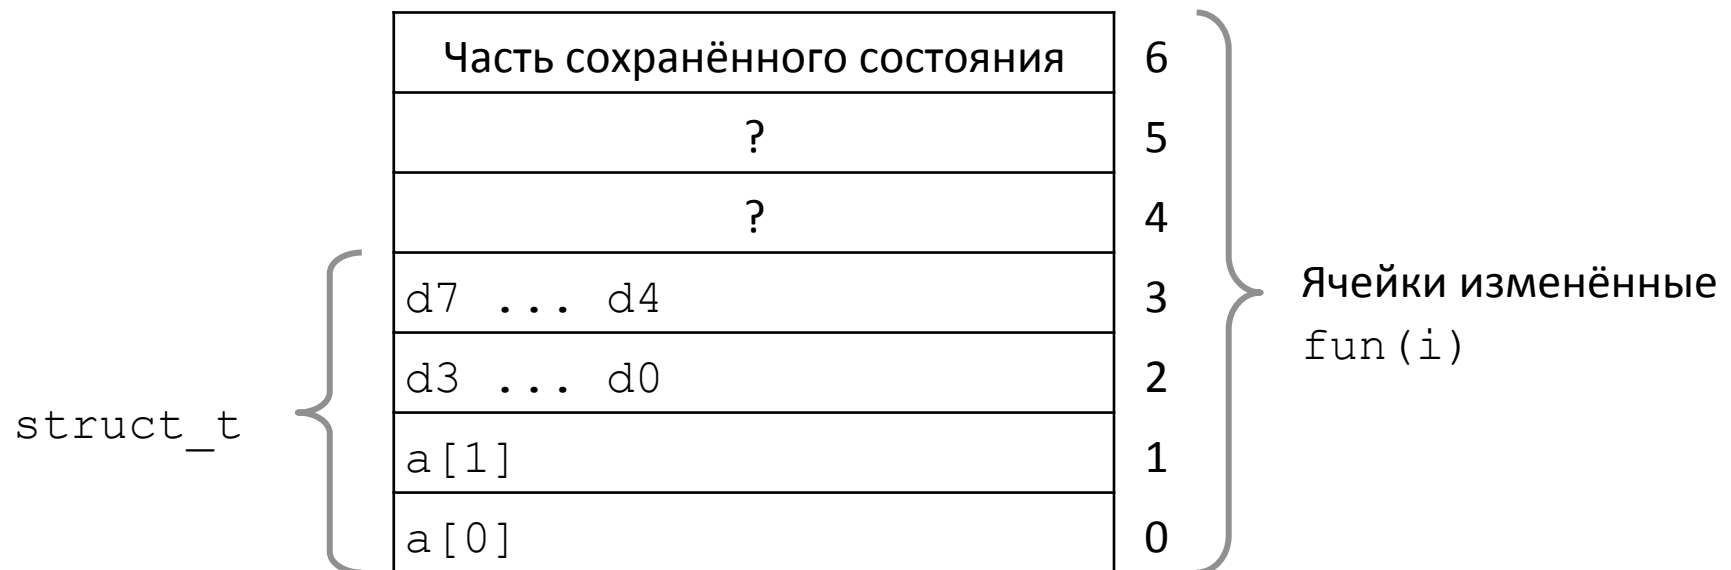 Часть сохранённого состояния 6
? 5
? 4
d7 ... d4 3
d3 ... d0 2
a[1] 1
a[0] 0
struct_t
Ячейки изменённые
fun(i)